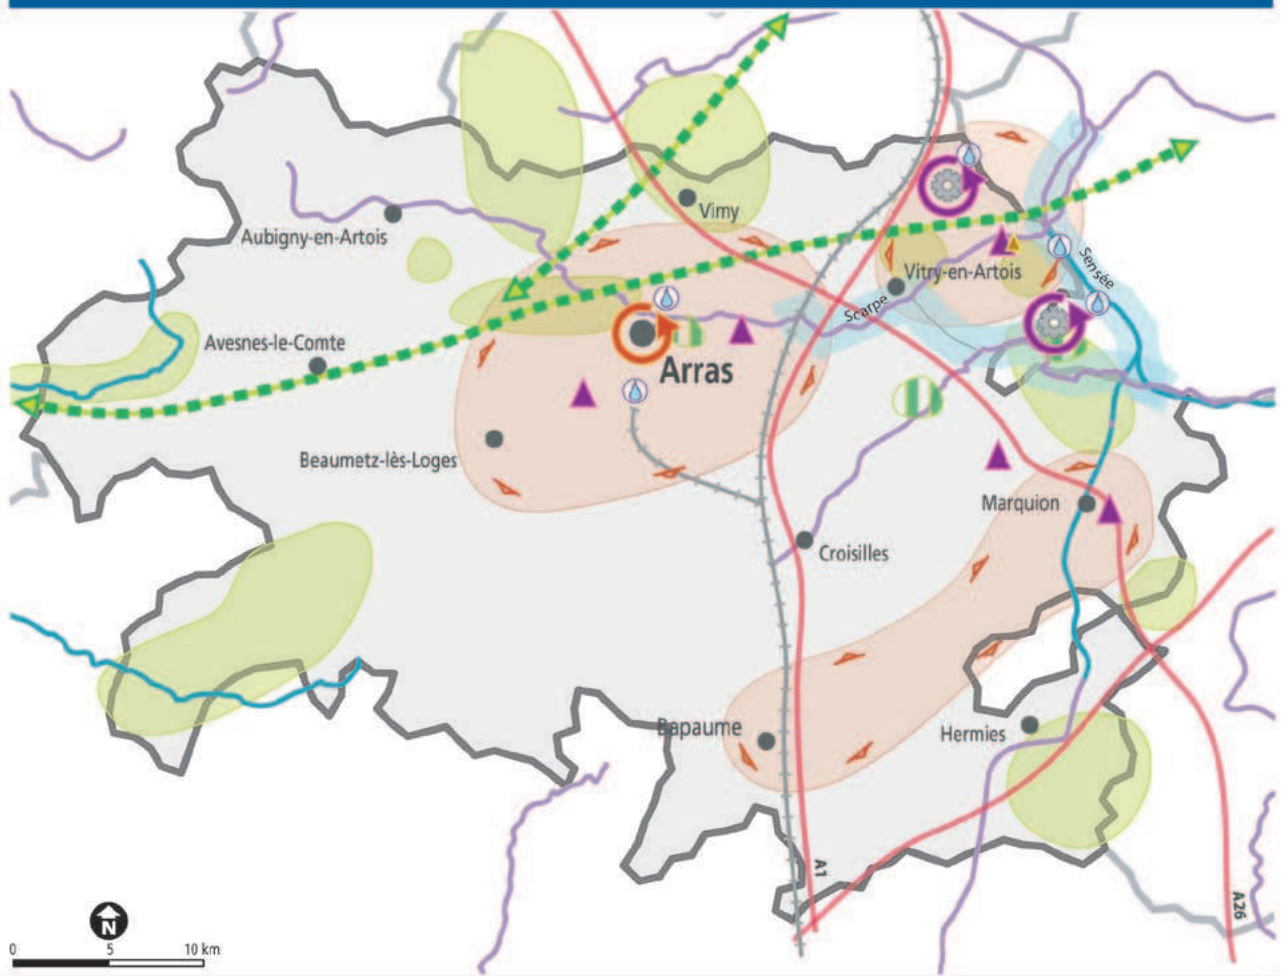 Vimy
Aubigny-en-Artois
Vitry-en-Artois
Sensée
Scarpe
Avesnes-le-Comte
Arras
Beaumetz-lès-Loges
Marquion
Croisilles
Bapaume
Hermies
A1
A26
N
0 5 10 km